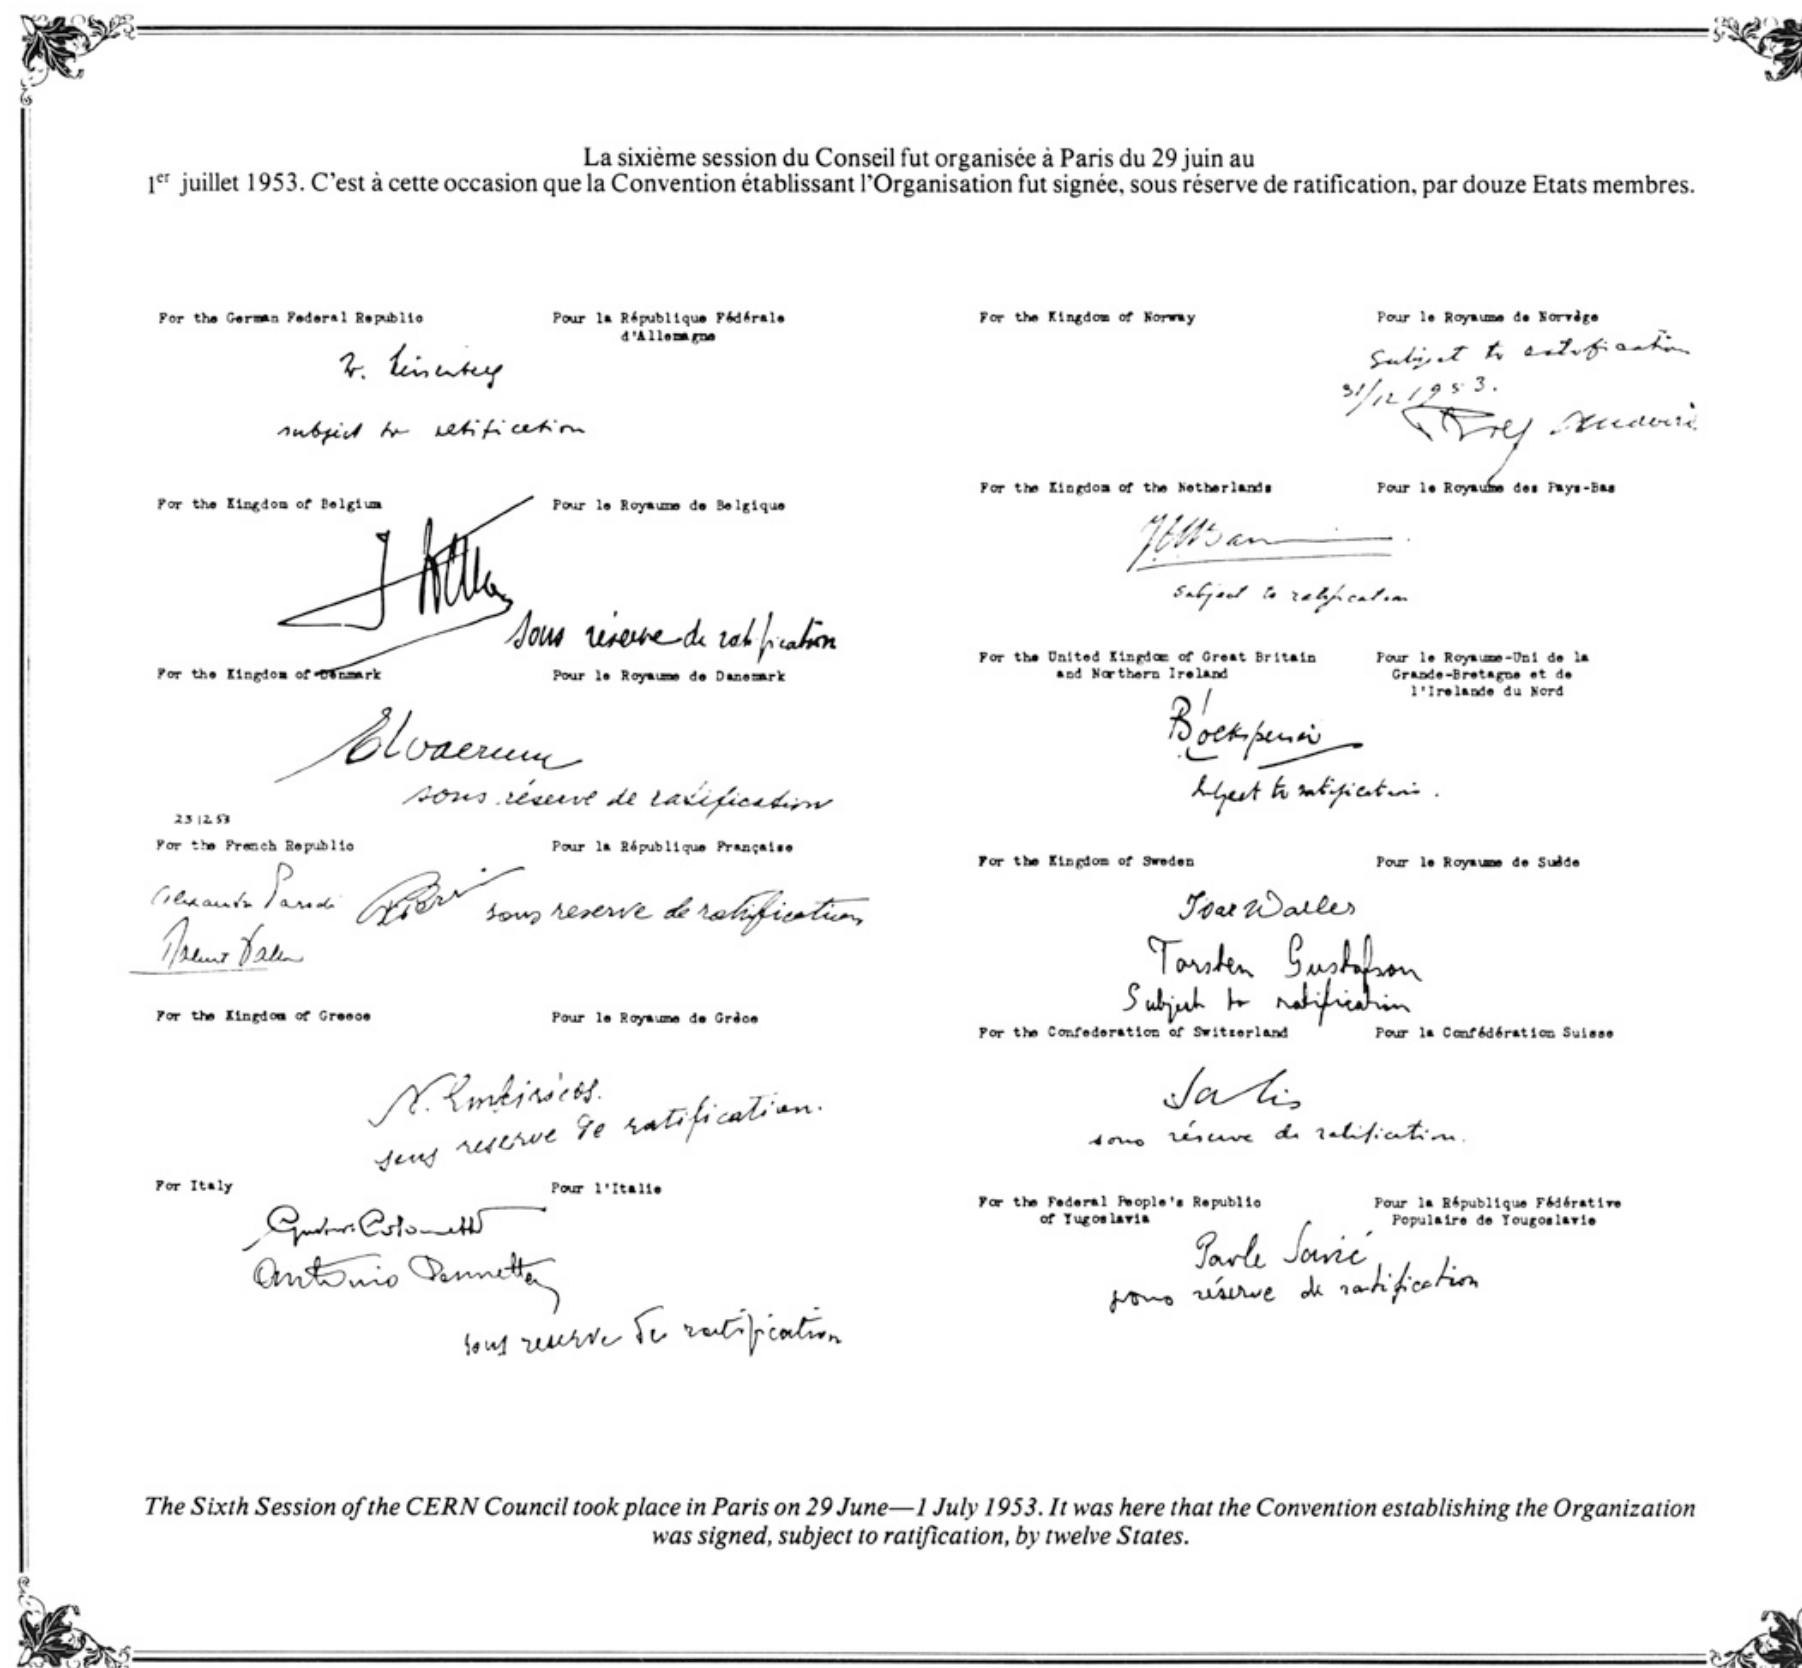 La sixième session du Conseil fut organisée à Paris du 29 juin au
1er juillet 1953. C'est à cette occasion que la Convention établissant l'Organisation fut signée, sous réserve de ratification, par douze Etats membres.
For the German Federal Republic
Pour la République Fédérale
d'Allemagne
subject to ratification
For the Kingdom of Belgium
Pour le Royaume de Belgique
sous réserve de ratification
For the Kingdom of Denmark
Pour le Royaume de Danemark
sous réserve de ratification
23 12 53
For the French Republic
Pour la République Française
Alexandre Parodi
sous reserve de ratification
For the Kingdom of Greece
Pour le Royaume de Grèce
sous reserve de ratification.
For Italy
Pour l'Italie
Antonio Pennetta
sous reserve de ratification
For the Kingdom of Norway
Pour le Royaume de Norvège
Subject to ratification
31/12 1953.
For the Kingdom of the Netherlands
Pour le Royaume des Pays-Bas
subject to ratification
For the United Kingdom of Great Britain
and Northern Ireland
Pour le Royaume-Uni de la
Grande-Bretagne et de
l'Irelande du Nord
subject to ratification.
For the Kingdom of Sweden
Pour le Royaume de Suède
Ivar Waller
Torsten Gustafson
Subject to ratification
For the Confederation of Switzerland
Pour la Confédération Suisse
Salis
sous réserve de ratification.
For the Federal People's Republic
of Yugoslavia
Pour la République Fédérative
Populaire de Yougoslavie
Pavle Savić
sous réserve de ratification
The Sixth Session of the CERN Council took place in Paris on 29 June—1 July 1953. It was here that the Convention establishing the Organization
was signed, subject to ratification, by twelve States.